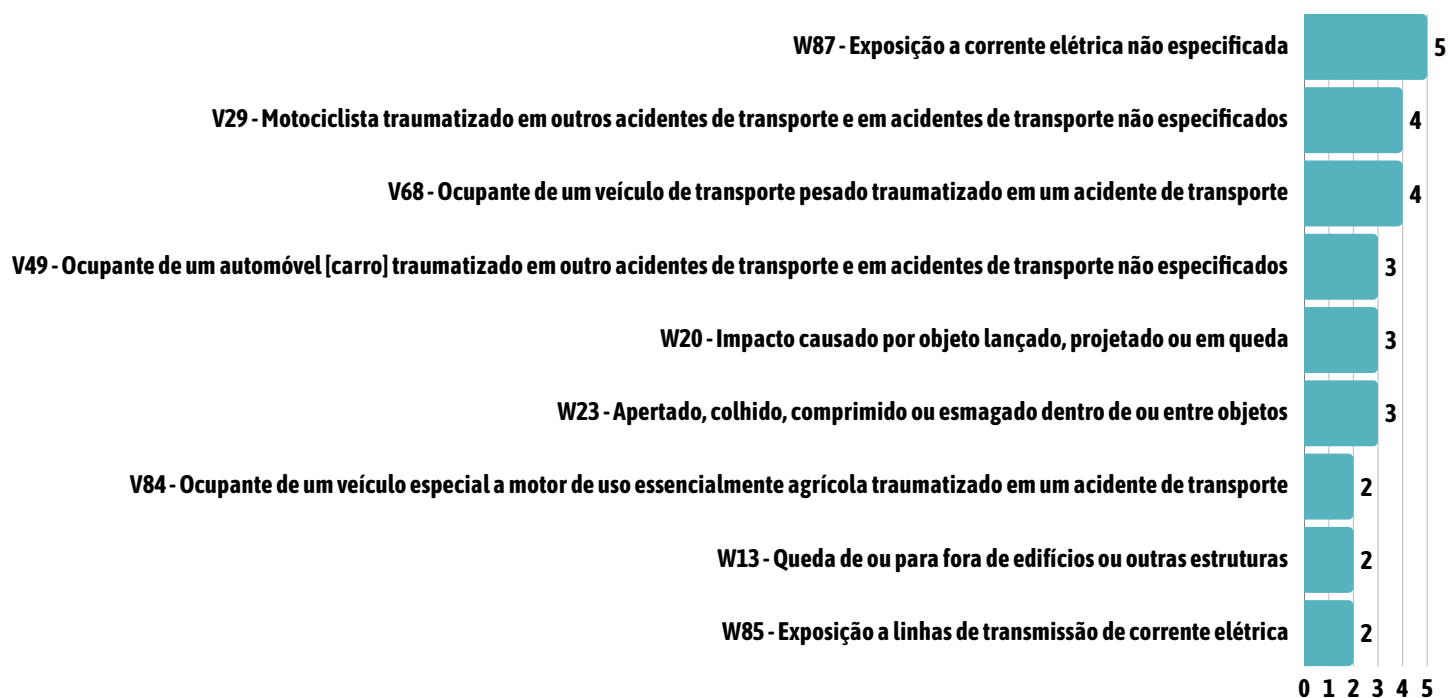 W87 - Exposição a corrente elétrica não especificada 5
V29 - Motociclista traumatizado em outros acidentes de transporte e em acidentes de transporte não especificados 4
V68 - Ocupante de um veículo de transporte pesado traumatizado em um acidente de transporte 4
V49 - Ocupante de um automóvel [carro] traumatizado em outro acidentes de transporte e em acidentes de transporte não especificados 3
W20 - Impacto causado por objeto lançado, projetado ou em queda 3
W23 - Apertado, colhido, comprimido ou esmagado dentro de ou entre objetos 3
V84 - Ocupante de um veículo especial a motor de uso essencialmente agrícola traumatizado em um acidente de transporte 2
W13 - Queda de ou para fora de edifícios ou outras estruturas 2
W85 - Exposição a linhas de transmissão de corrente elétrica 2
0 1 2 3 4 5